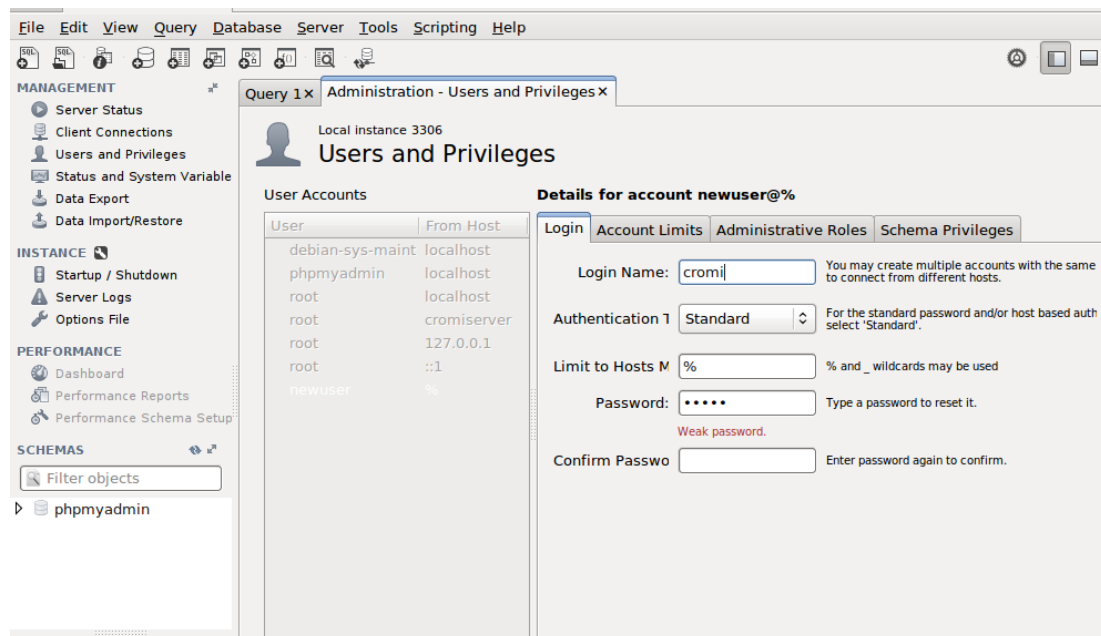 File Edit View Query Database Server Tools Scripting Help
SQL SQL
MANAGEMENT
Server Status
Client Connections
Users and Privileges
Status and System Variable
Data Export
Data Import/Restore
INSTANCE
Startup / Shutdown
Server Logs
Options File
PERFORMANCE
Dashboard
Performance Reports
Performance Schema Setup
SCHEMAS
Filter objects
phpmyadmin
Query 1 Administration - Users and Privileges
Local instance 3306
Users and Privileges
User Accounts
User From Host
debian-sys-maint localhost
phpmyadmin localhost
root localhost
root cromiserver
root 127.0.0.1
root ::1
newuser %
Details for account newuser@%
Login Account Limits Administrative Roles Schema Privileges
Login Name: cromi You may create multiple accounts with the same
to connect from different hosts.
Authentication T Standard For the standard password and/or host based auth
select 'Standard'.
Limit to Hosts M % % and _ wildcards may be used
Password: ••••• Type a password to reset it.
Weak password.
Confirm Passwo Enter password again to confirm.